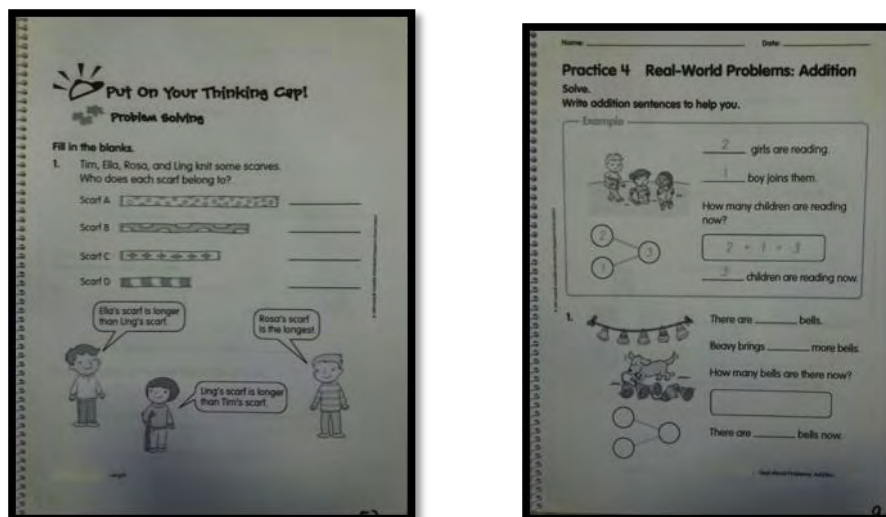 Put On Your Thinking Cap!
Problem Solving
Fill in the blanks.
1. Tim, Ella, Rosa, and Ling knit some scarves.
Who does each scarf belong to?
Scarf A
Scarf B
Scarf C
Scarf D
Ella's scarf is longer
than Ling's scarf.
Rosa's scarf
is the longest.
Ling's scarf is longer
than Tim's scarf.
Name: Date:
Practice 4 Real-World Problems: Addition
Solve.
Write addition sentences to help you.
Example
2 girls are reading.
1 boy joins them.
How many children are reading
now?
2
3
1
2 + 1 = 3
3 children are reading now.
1. There are bells.
Beavy brings more bells.
How many bells are there now?
There are bells now.
Real-World Problems: Addition